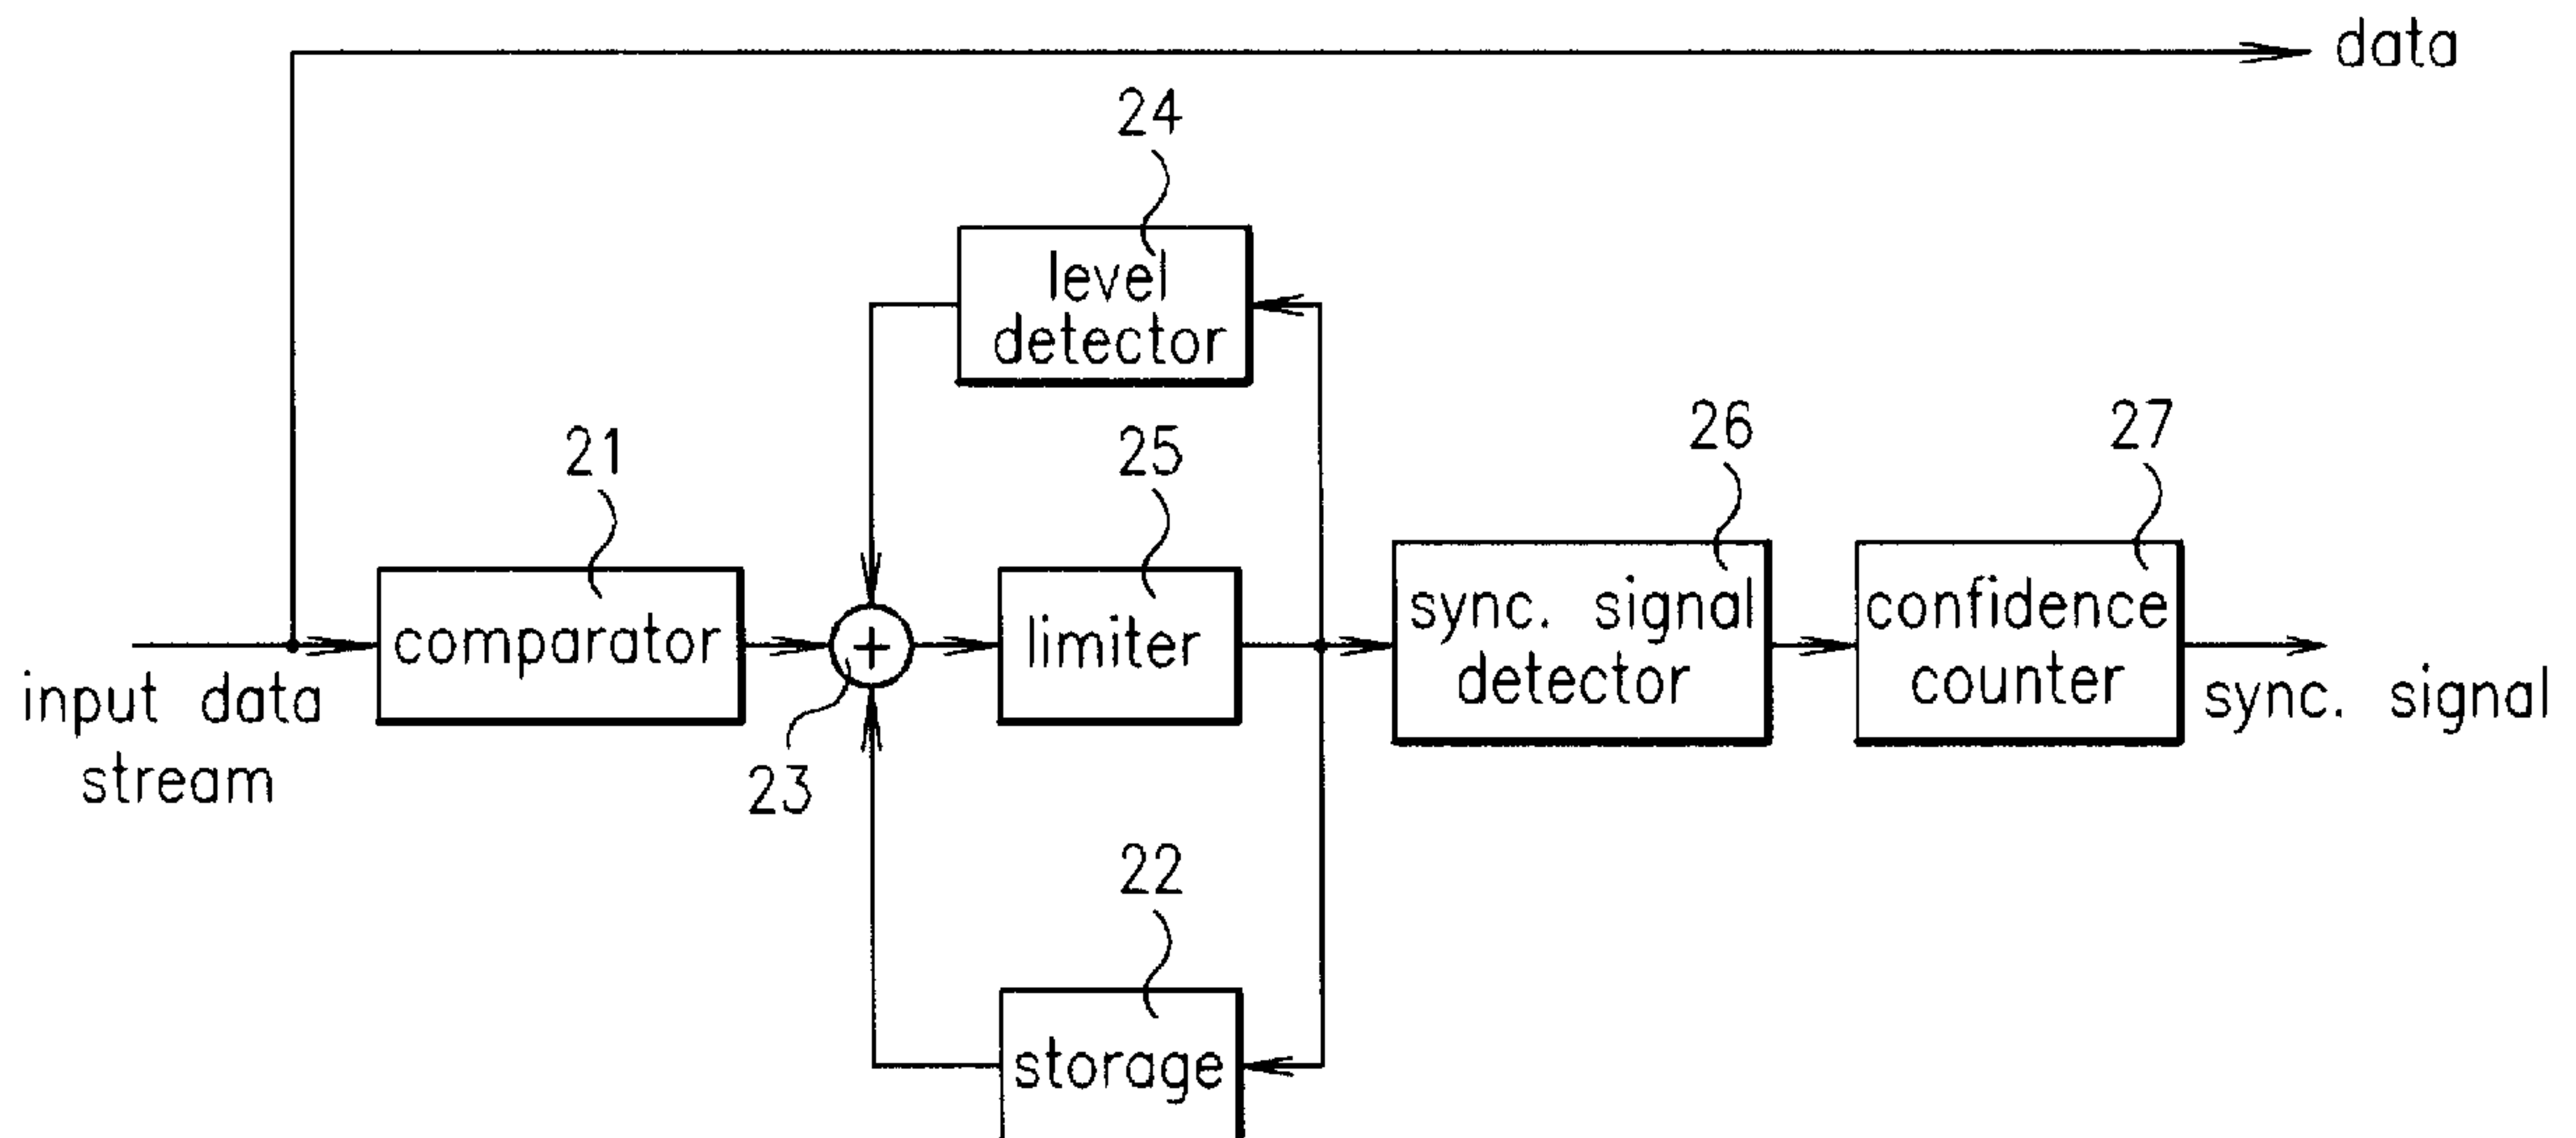 data
24
level
detector
21
25
26
27
comparator
+
limiter
sync. signal
detector
confidence
counter
input data
stream
sync. signal
23
22
storage